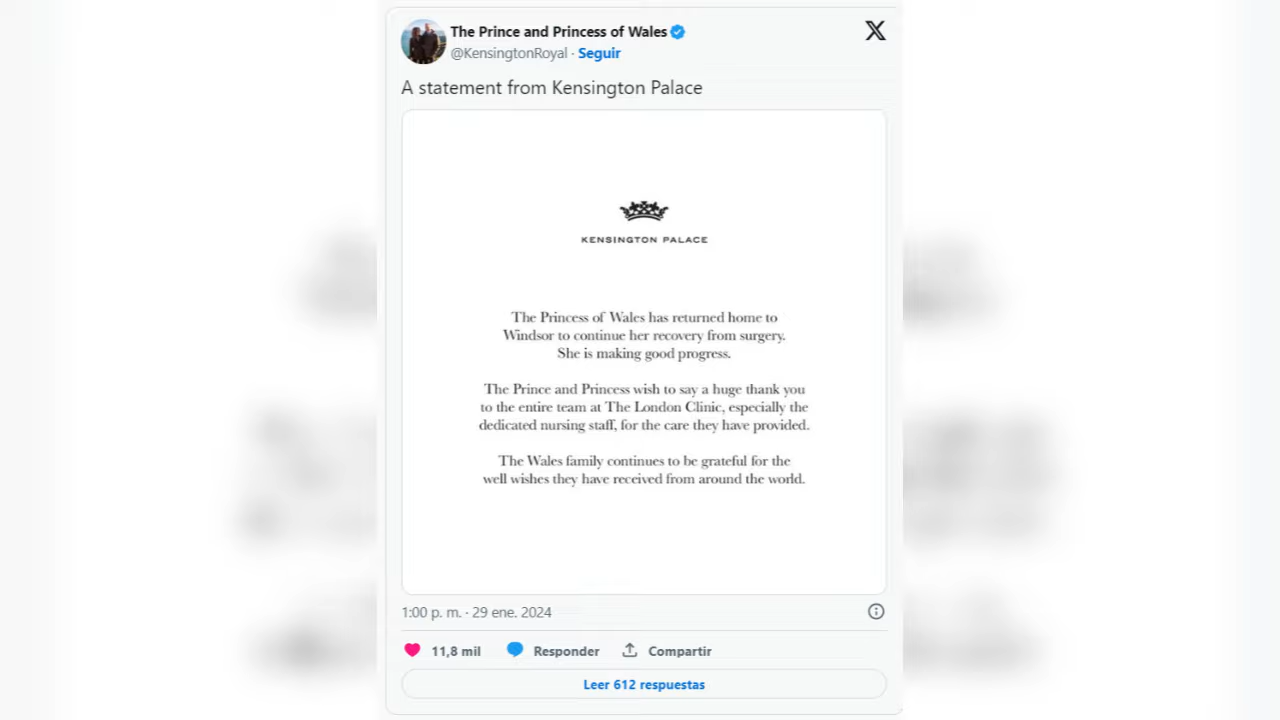 The Prince and Princess of Wales
@KensingtonRoyal · Seguir
A statement from Kensington Palace
KENSINGTON PALACE
The Princess of Wales has returned home to
Windsor to continue her recovery from surgery.
She is making good progress.
The Prince and Princess wish to say a huge thank you
to the entire team at The London Clinic, especially the
dedicated nursing staff, for the care they have provided.
The Wales family continues to be grateful for the
well wishes they have received from around the world.
1:00 p. m. · 29 ene. 2024
11,8 mil Responder Compartir
Leer 612 respuestas